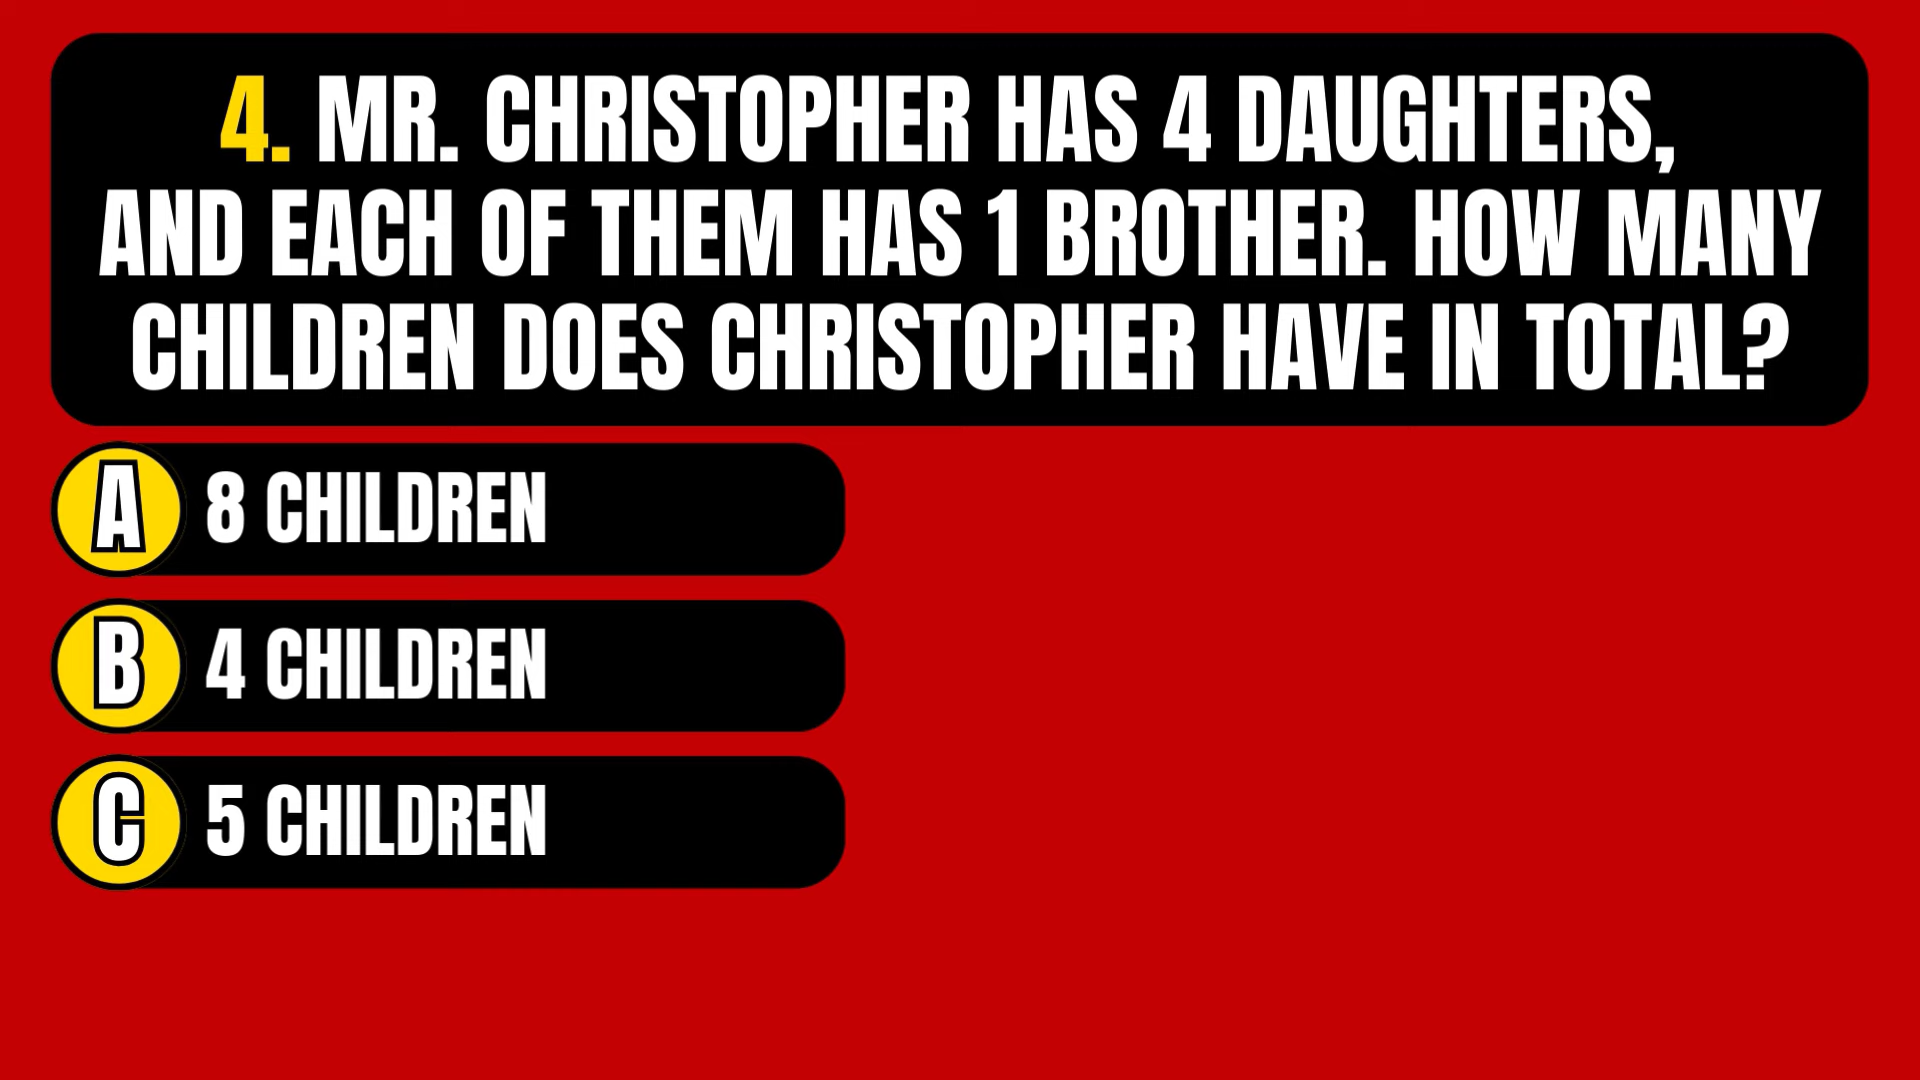 4. MR. CHRISTOPHER HAS 4 DAUGHTERS,
AND EACH OF THEM HAS 1 BROTHER. HOW MANY
CHILDREN DOES CHRISTOPHER HAVE IN TOTAL?
A 8 CHILDREN
B 4 CHILDREN
C 5 CHILDREN